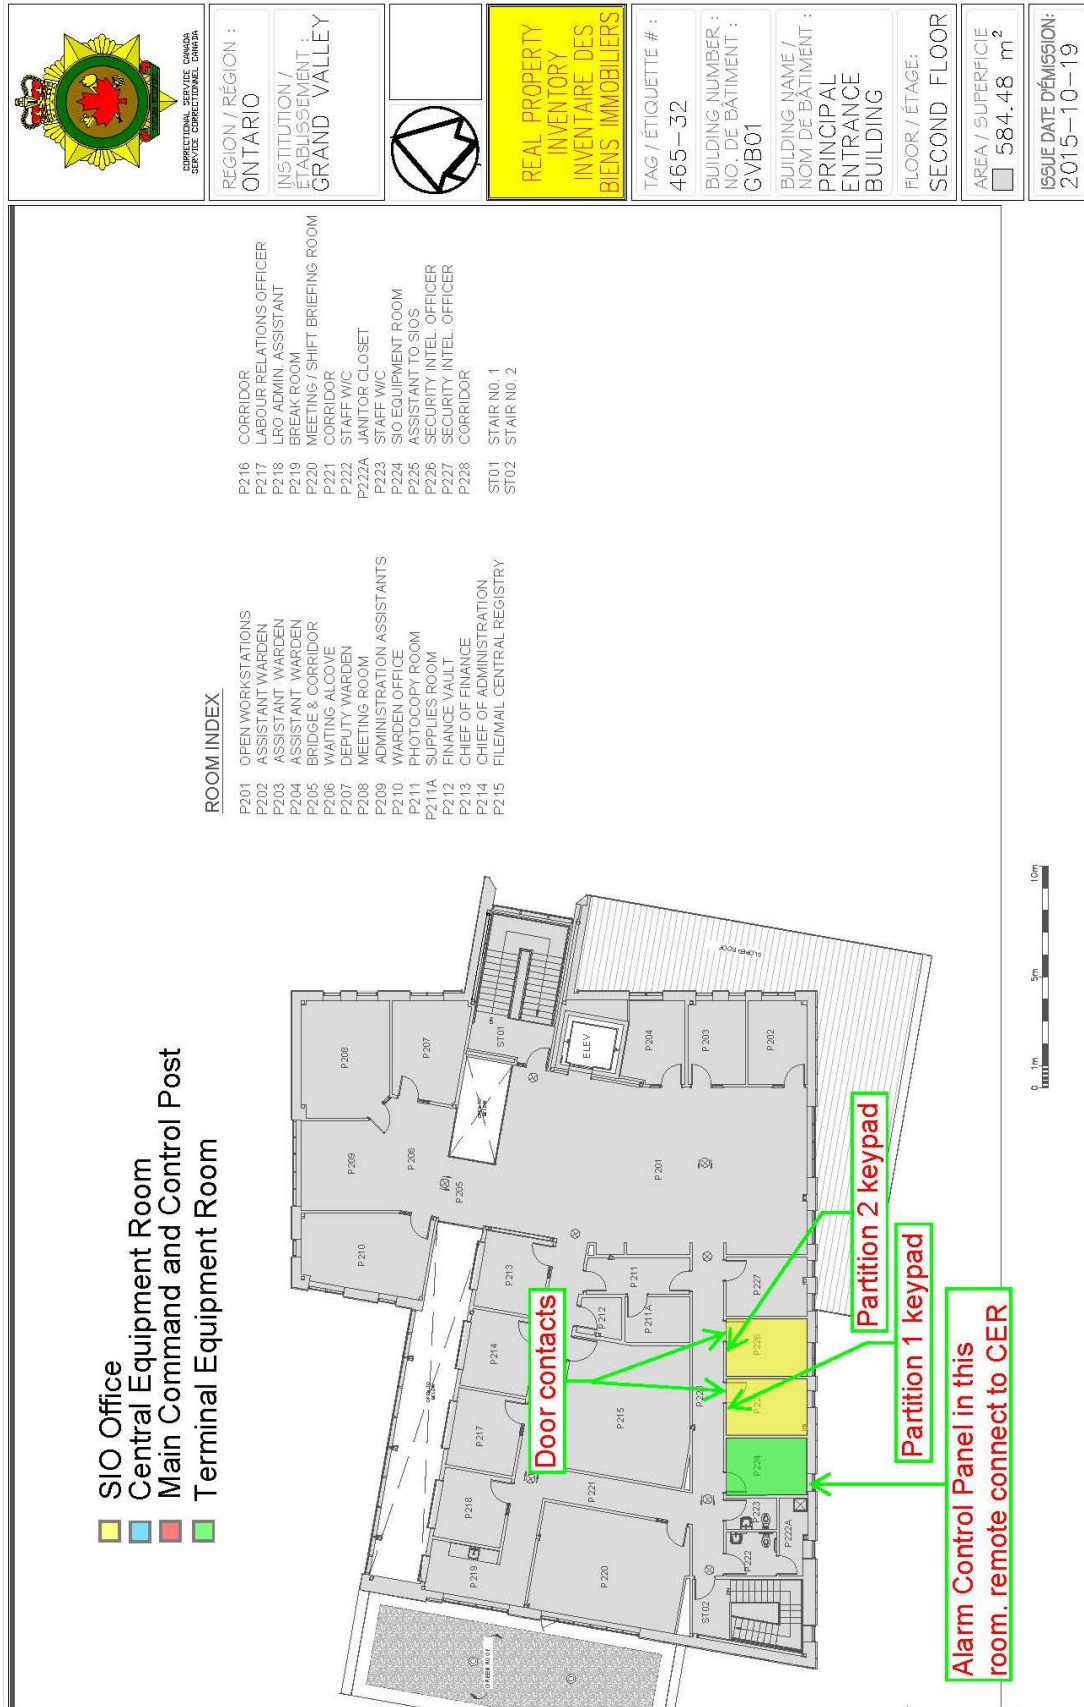 SIO Office
Central Equipment Room
Main Command and Control Post
Terminal Equipment Room
ROOM INDEX
P201 OPEN WORKSTATIONS
P202 ASSISTANT WARDEN
P203 ASSISTANT WARDEN
P204 ASSISTANT WARDEN
P205 BRIDGE & CORRIDOR
P206 WAITING ALCOVE
P207 DEPUTY WARDEN
P208 MEETING ROOM
P209 ADMINISTRATION ASSISTANTS
P210 WARDEN OFFICE
P211 PHOTOCOPY ROOM
P211A SUPPLIES ROOM
P212 FINANCE VAULT
P213 CHIEF OF FINANCE
P214 CHIEF OF ADMINISTRATION
P215 FILE/MAIL CENTRAL REGISTRY
P216 CORRIDOR
P217 LABOUR RELATIONS OFFICER
P218 LRO ADMIN. ASSISTANT
P219 BREAK ROOM
P220 MEETING / SHIFT BRIEFING ROOM
P221 CORRIDOR
P222 STAFF W/C
P222A JANITOR CLOSET
P223 STAFF W/C
P224 SIO EQUIPMENT ROOM
P225 ASSISTANT TO SIOS
P226 SECURITY INTEL. OFFICER
P227 SECURITY INTEL. OFFICER
P228 CORRIDOR
ST01 STAIR NO. 1
ST02 STAIR NO. 2
P208
P207
P209
P206
P205
P210
ST01
DN
ELEV.
P204
P203
P202
P201
SLOPED ROOF
P213
P214
P217
P218
P219
P212
P211
P211A
P215
P221
P220
P227
P226
P224
P223
P222
P222A
ST02
GREEN ROOF
Door contacts
Partition 2 keypad
Partition 1 keypad
Alarm Control Panel in this
room. remote connect to CER
0 1m 5m 10m
CORRECTIONAL SERVICE CANADA
SERVICE CORRECTIONNEL CANADA
REGION / RÉGION :
ONTARIO
INSTITUTION /
ÉTABLISSEMENT :
GRAND VALLEY
REAL PROPERTY
INVENTORY
INVENTAIRE DES
BIENS IMMOBILIERS
TAG / ÉTIQUETTE # :
465-32
BUILDING NUMBER :
NO. DE BÂTIMENT :
GVB01
BUILDING NAME /
NOM DE BÂTIMENT :
PRINCIPAL
ENTRANCE
BUILDING
FLOOR / ÉTAGE:
SECOND FLOOR
AREA / SUPERFICIE
584.48 m²
ISSUE DATE D'ÉMISSION:
2015-10-19